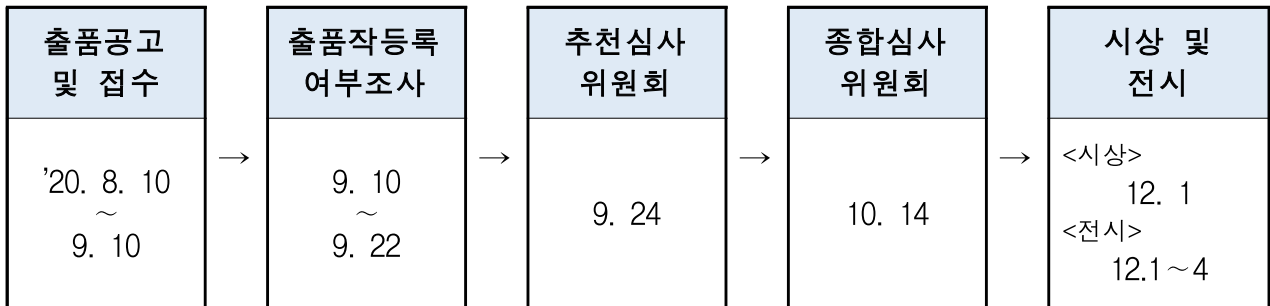 출품공고
및 접수
’20. 8. 10
～
9. 10
→
출품작등록
여부조사
9. 10
～
9. 22
→
추천심사
위원회
9. 24
→
종합심사
위원회
10. 14
→
시상 및
전시
<시상>
12. 1
<전시>
12.1～4